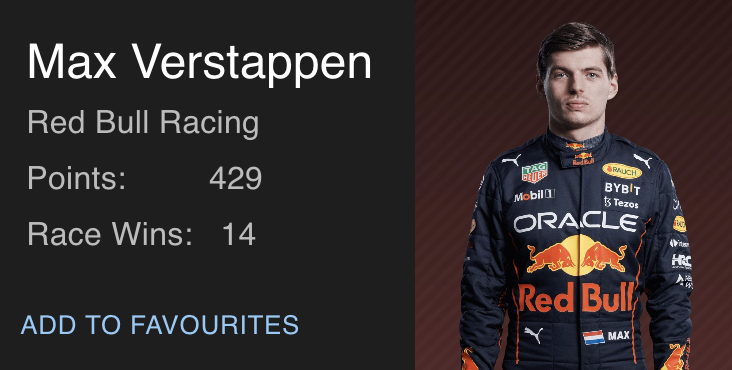 Max Verstappen
Red Bull Racing
Points: 429
Race Wins: 14
ADD TO FAVOURITES
TAG
HEUER
Mobil 1
RAUCH
BYBIT
Tezos
ORACLE
Red Bull
HRC
MAX